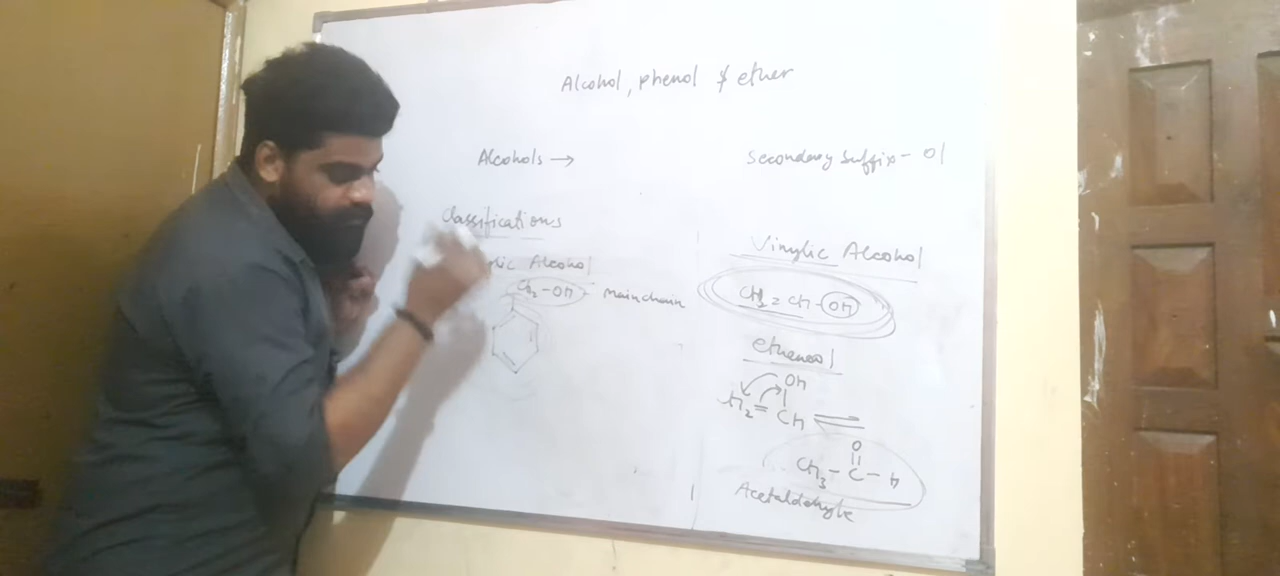 Alcohol, phenol & ether
Alcohols →
Secondary suffix - ol
Classifications
Alcohol
CH2 - OH - Main chain
Vinylic Alcohol
CH2 = CH - OH
ethenol
OH
CH2 = CH ⇌
O
CH3 - C - H
Acetaldehyde